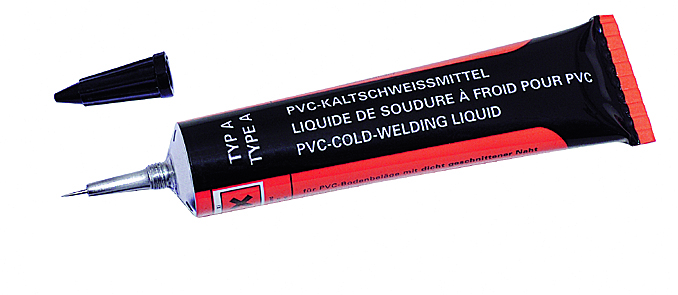 TYP A
TYPE A
PVC-KALTSCHWEISSMITTEL
LIQUIDE DE SOUDURE À FROID POUR PVC
PVC-COLD-WELDING LIQUID
für PVC-Bodenbeläge mit dicht geschnittener Naht